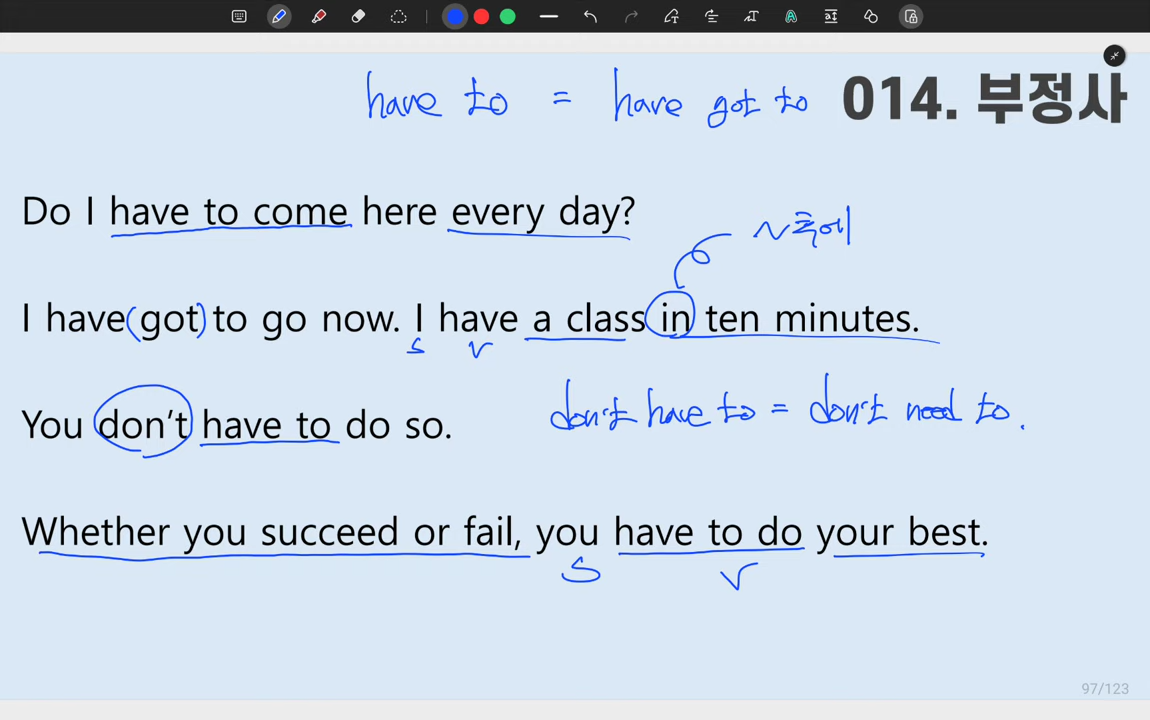 have to = have got to 014. 부정사
Do I have to come here every day?
~후에
I have(got)to go now. I have a class in ten minutes.
S V
You don't have to do so. don't have to = don't need to.
Whether you succeed or fail, you have to do your best.
S V
97/123